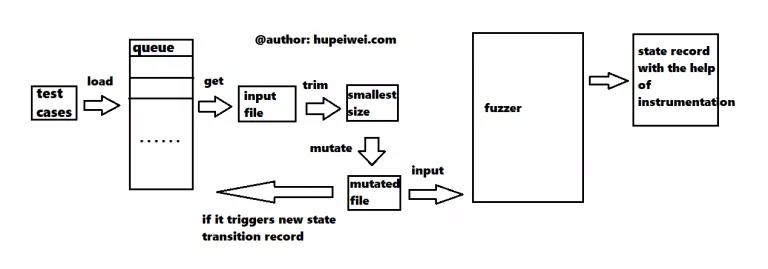 @author: hupeiwei.com
queue
test
cases
load
......
get
input
file
trim
smallest
size
mutate
mutated
file
input
fuzzer
state record
with the help
of
instrumentation
if it triggers new state
transition record